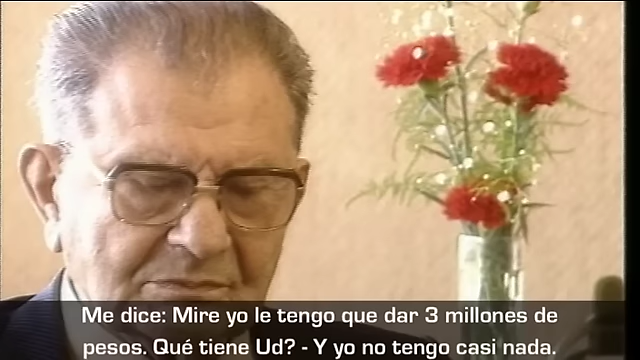 Me dice: Mire yo le tengo que dar 3 millones de
pesos. Qué tiene Ud? - Y yo no tengo casi nada.